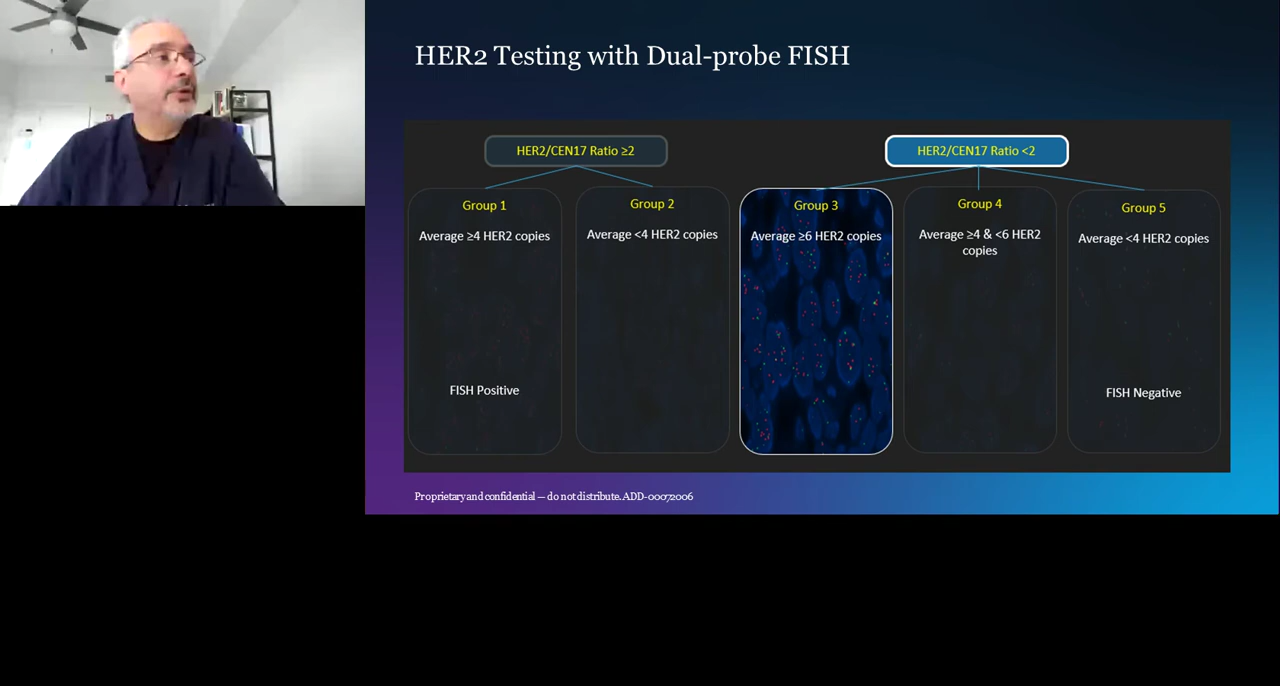 HER2 Testing with Dual-probe FISH
HER2/CEN17 Ratio ≥2
HER2/CEN17 Ratio <2
Group 1
Average ≥4 HER2 copies
FISH Positive
Group 2
Average <4 HER2 copies
Group 3
Average ≥6 HER2 copies
Group 4
Average ≥4 & <6 HER2
copies
Group 5
Average <4 HER2 copies
FISH Negative
Proprietary and confidential — do not distribute. ADD-00072006